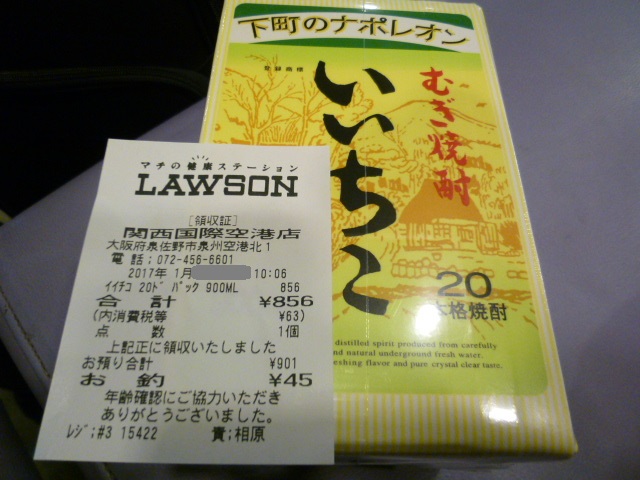 下町のナポレオン
登録商標
いいちこ
むぎ焼酎
20
本格焼酎
distilled spirit produced from carefully
and natural underground fresh water.
flavor and pure crystal clear taste.
マチの健康ステーション
LAWSON
[領収証]
関西国際空港店
大阪府泉佐野市泉州空港北1
電話:072-456-6601
2017年 1月 10:06
イイチコ 20ド パック 900ML 856
合計 ¥856
(内消費税等 ¥63)
点数 1個
上記正に領収いたしました
お預り合計 ¥901
お釣 ¥45
年齢確認にご協力いただき
ありがとうございました。
レジ;#3 15422 責:相原